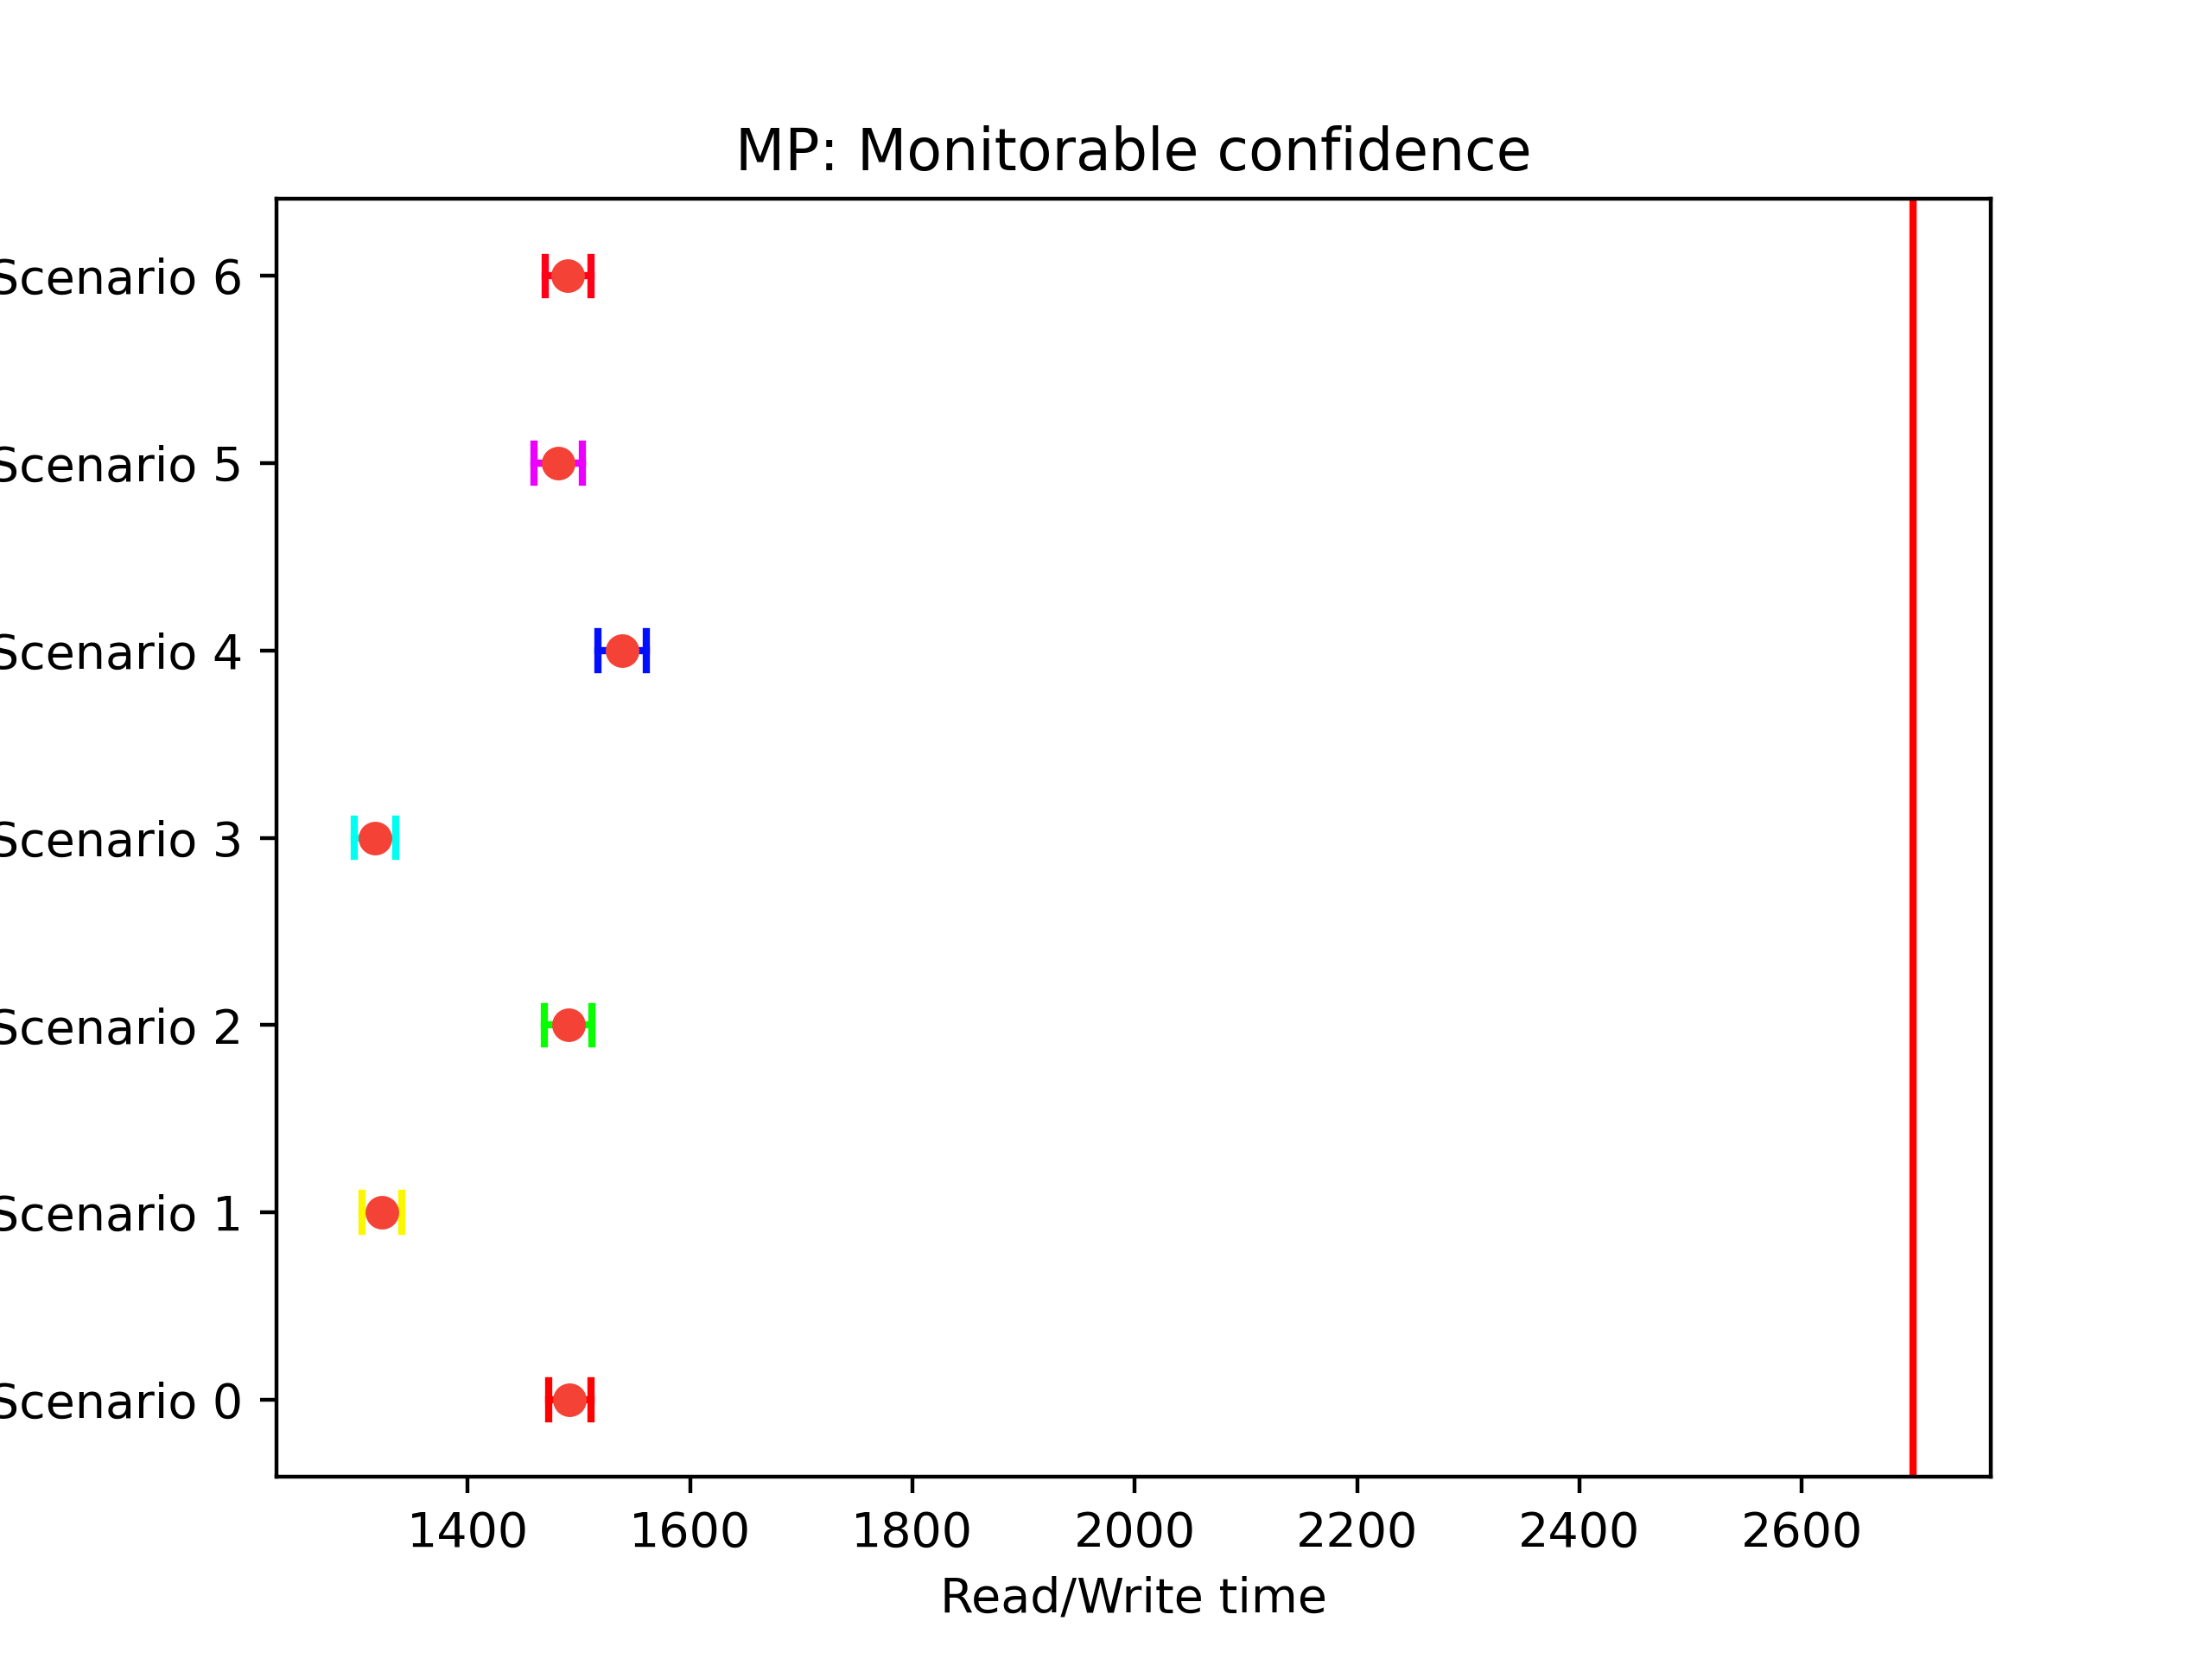 MP: Monitorable confidence
Scenario 6
Scenario 5
Scenario 4
Scenario 3
Scenario 2
Scenario 1
Scenario 0
1400 1600 1800 2000 2200 2400 2600
Read/Write time